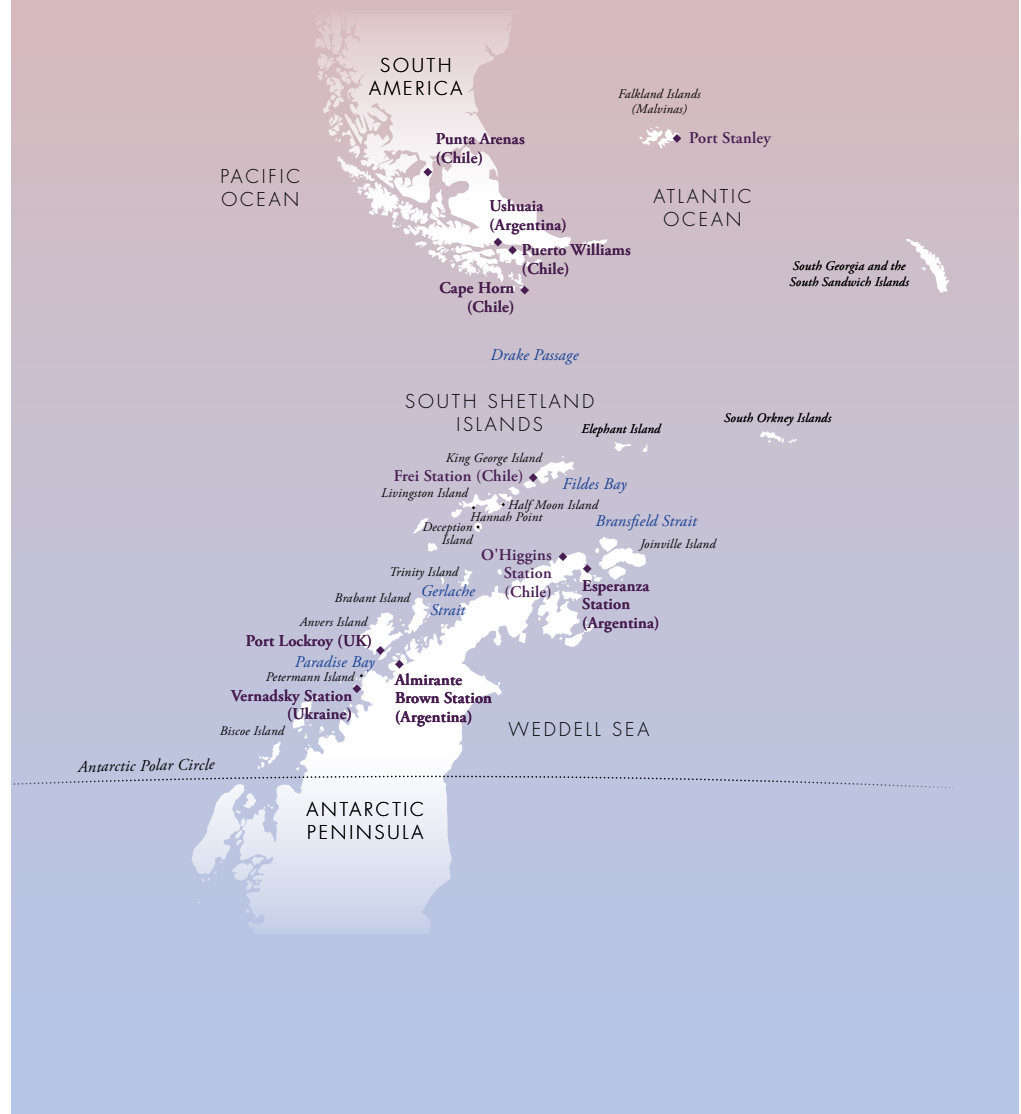 SOUTH
AMERICA
Falkland Islands
(Malvinas)
Port Stanley
Punta Arenas
(Chile)
PACIFIC
OCEAN
ATLANTIC
OCEAN
Ushuaia
(Argentina)
Puerto Williams
(Chile)
South Georgia and the
South Sandwich Islands
Cape Horn
(Chile)
Drake Passage
SOUTH SHETLAND
ISLANDS
Elephant Island
South Orkney Islands
King George Island
Frei Station (Chile)
Fildes Bay
Livingston Island
Half Moon Island
Hannah Point
Bransfield Strait
Deception
Island
Joinville Island
O'Higgins
Station
(Chile)
Trinity Island
Esperanza
Station
(Argentina)
Gerlache
Strait
Brabant Island
Anvers Island
Port Lockroy (UK)
Paradise Bay
Petermann Island
Almirante
Brown Station
(Argentina)
Vernadsky Station
(Ukraine)
Biscoe Island
WEDDELL SEA
Antarctic Polar Circle
ANTARCTIC
PENINSULA